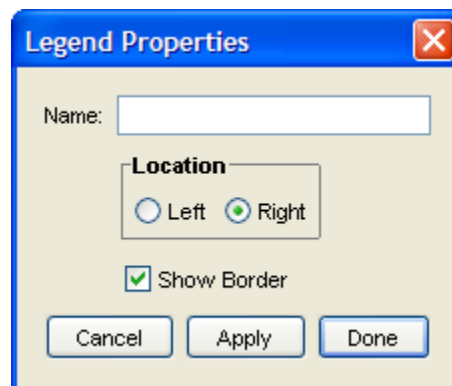 Legend Properties
Name:
Location
Left Right
Show Border
Cancel Apply Done